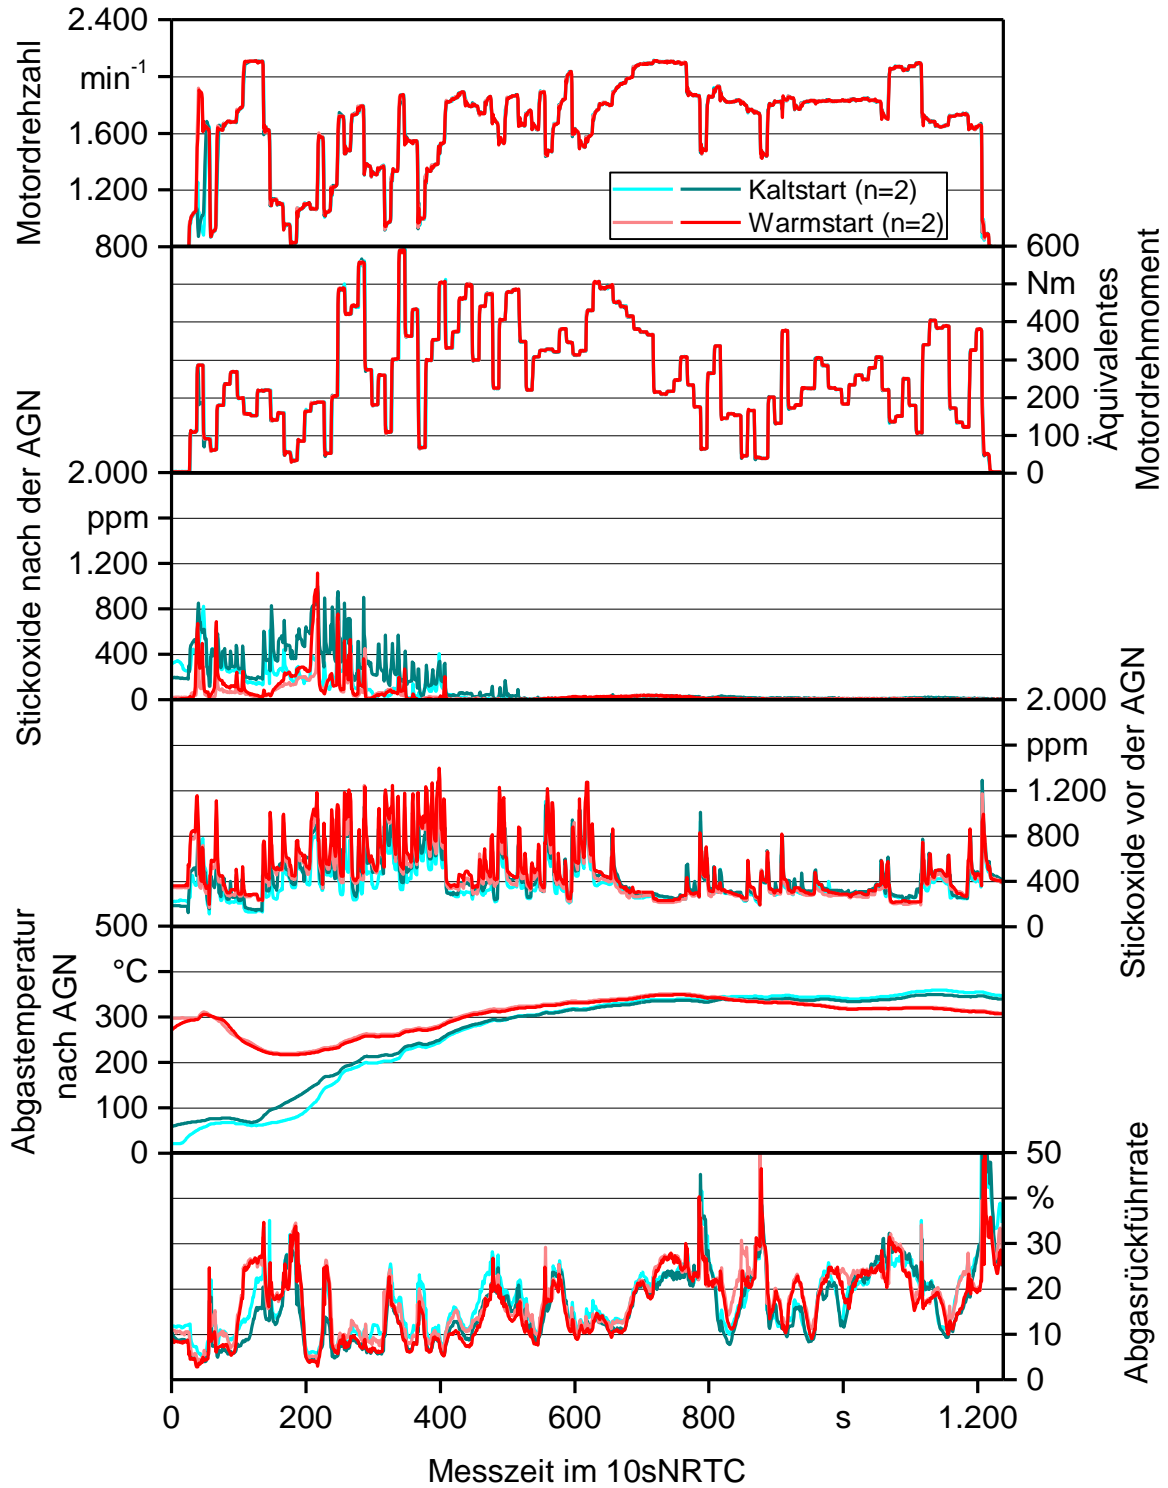 Motordrehzahl
2.400
min-1
1.600
1.200
800
Kaltstart (n=2)
Warmstart (n=2)
600
Nm
400
300
200
100
0
Äquivalentes
Motordrehmoment
Stickoxide nach der AGN
2.000
ppm
1.200
800
400
0
2.000
ppm
1.200
800
400
0
Stickoxide vor der AGN
Abgastemperatur
nach AGN
500
°C
300
200
100
0
50
%
30
20
10
0
Abgasrückführrate
0 200 400 600 800 s 1.200
Messzeit im 10sNRTC